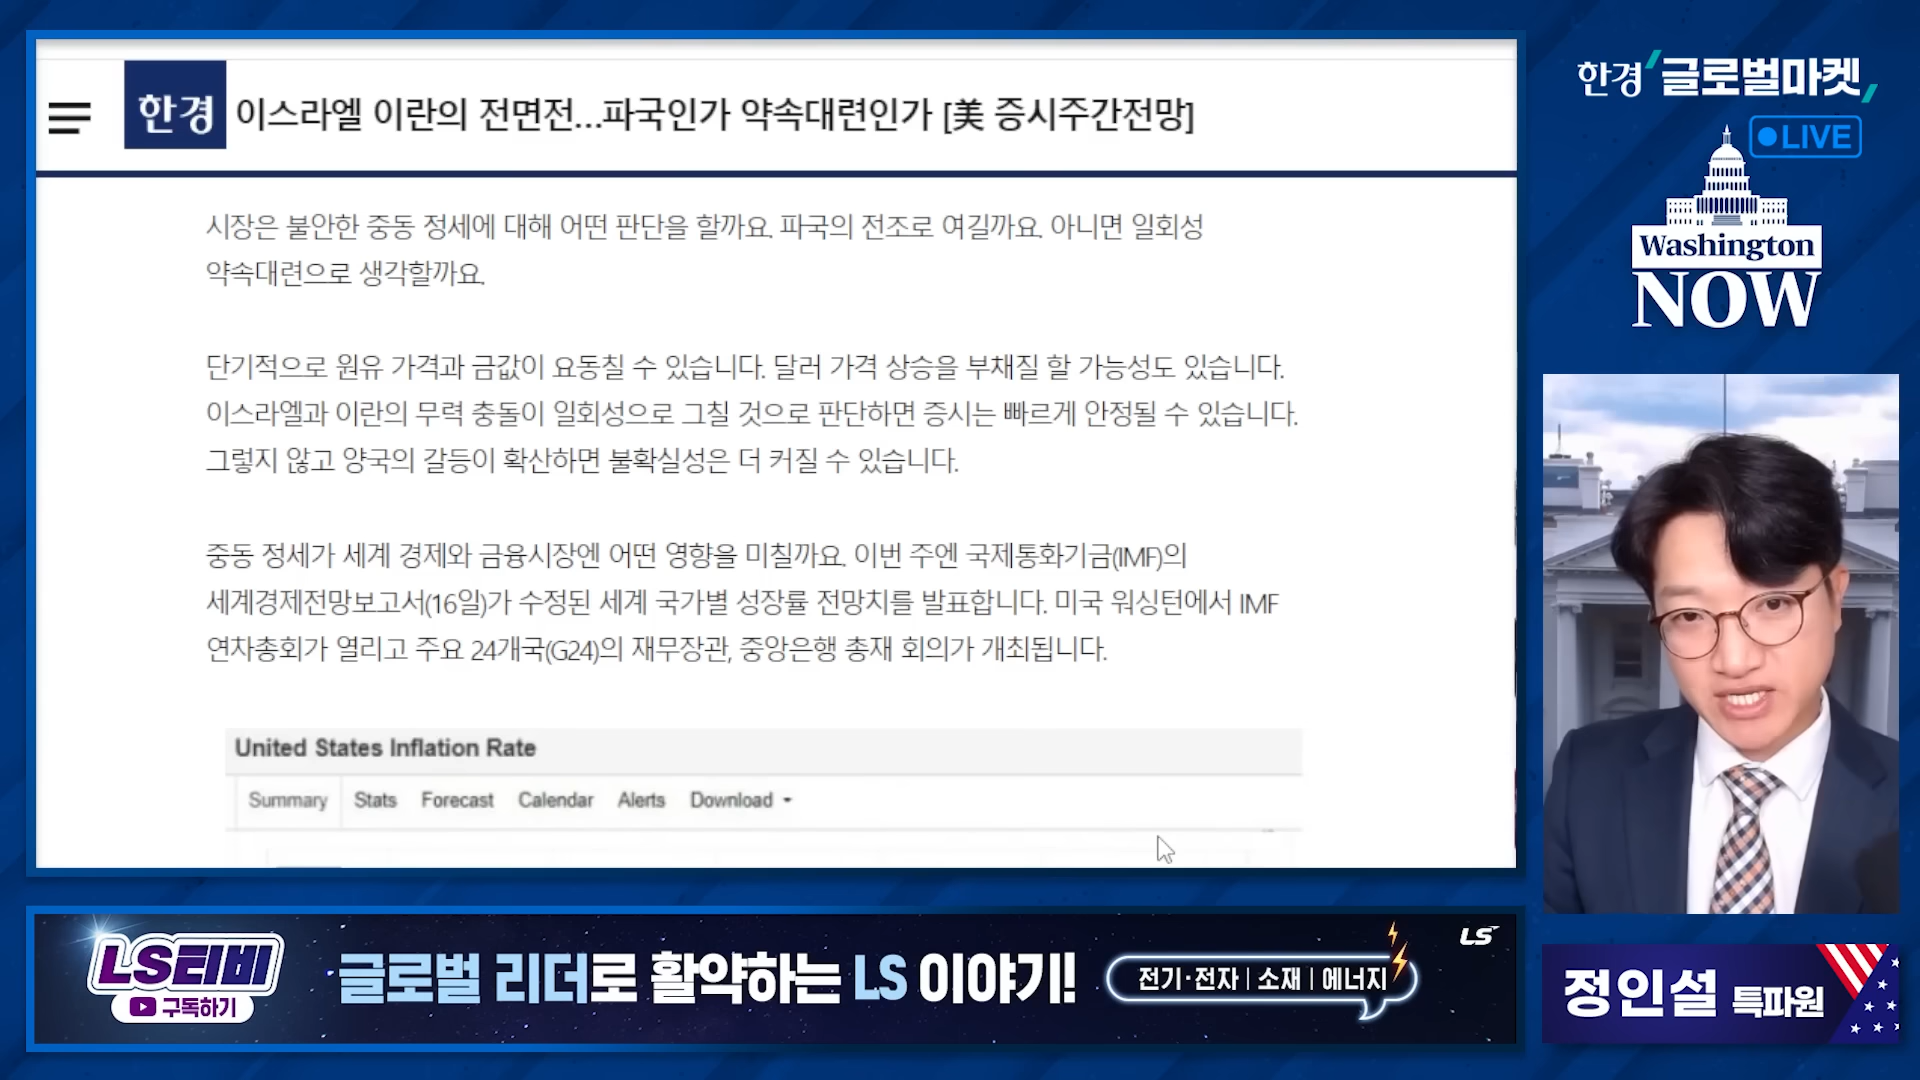 한경 이스라엘 이란의 전면전...파국인가 약속대련인가 [美 증시주간전망]
시장은 불안한 중동 정세에 대해 어떤 판단을 할까요. 파국의 전조로 여길까요. 아니면 일회성
약속대련으로 생각할까요.
단기적으로 원유 가격과 금값이 요동칠 수 있습니다. 달러 가격 상승을 부채질 할 가능성도 있습니다.
이스라엘과 이란의 무력 충돌이 일회성으로 그칠 것으로 판단하면 증시는 빠르게 안정될 수 있습니다.
그렇지 않고 양국의 갈등이 확산하면 불확실성은 더 커질 수 있습니다.
중동 정세가 세계 경제와 금융시장엔 어떤 영향을 미칠까요. 이번 주엔 국제통화기금(IMF)의
세계경제전망보고서(16일)가 수정된 세계 국가별 성장률 전망치를 발표합니다. 미국 워싱턴에서 IMF
연차총회가 열리고 주요 24개국(G24)의 재무장관, 중앙은행 총재 회의가 개최됩니다.
United States Inflation Rate
Summary Stats Forecast Calendar Alerts Download
한경 글로벌마켓
LIVE
Washington
NOW
정인설 특파원
LS티비
구독하기
글로벌 리더로 활약하는 LS 이야기!
전기·전자 | 소재 | 에너지
LS